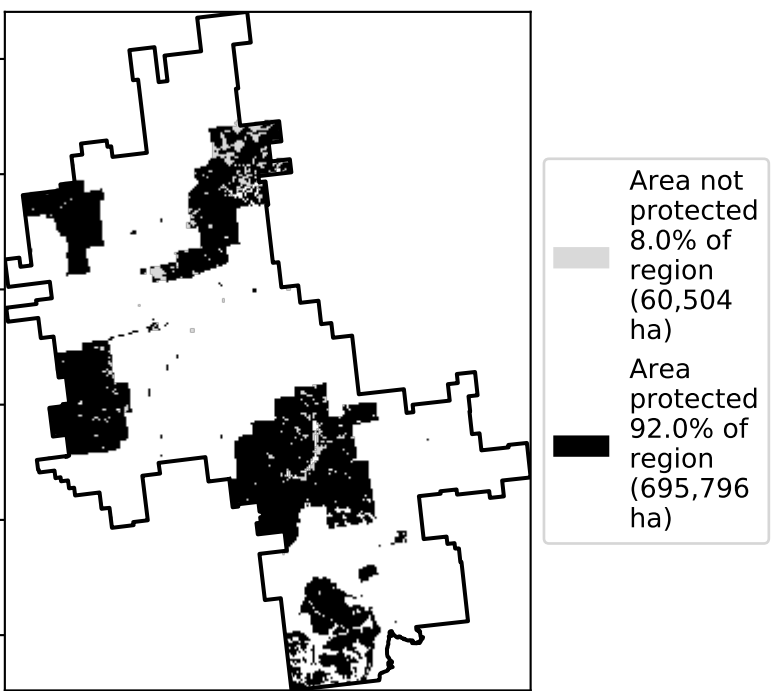 Area not
protected
8.0% of
region
(60,504
ha)
Area
protected
92.0% of
region
(695,796
ha)